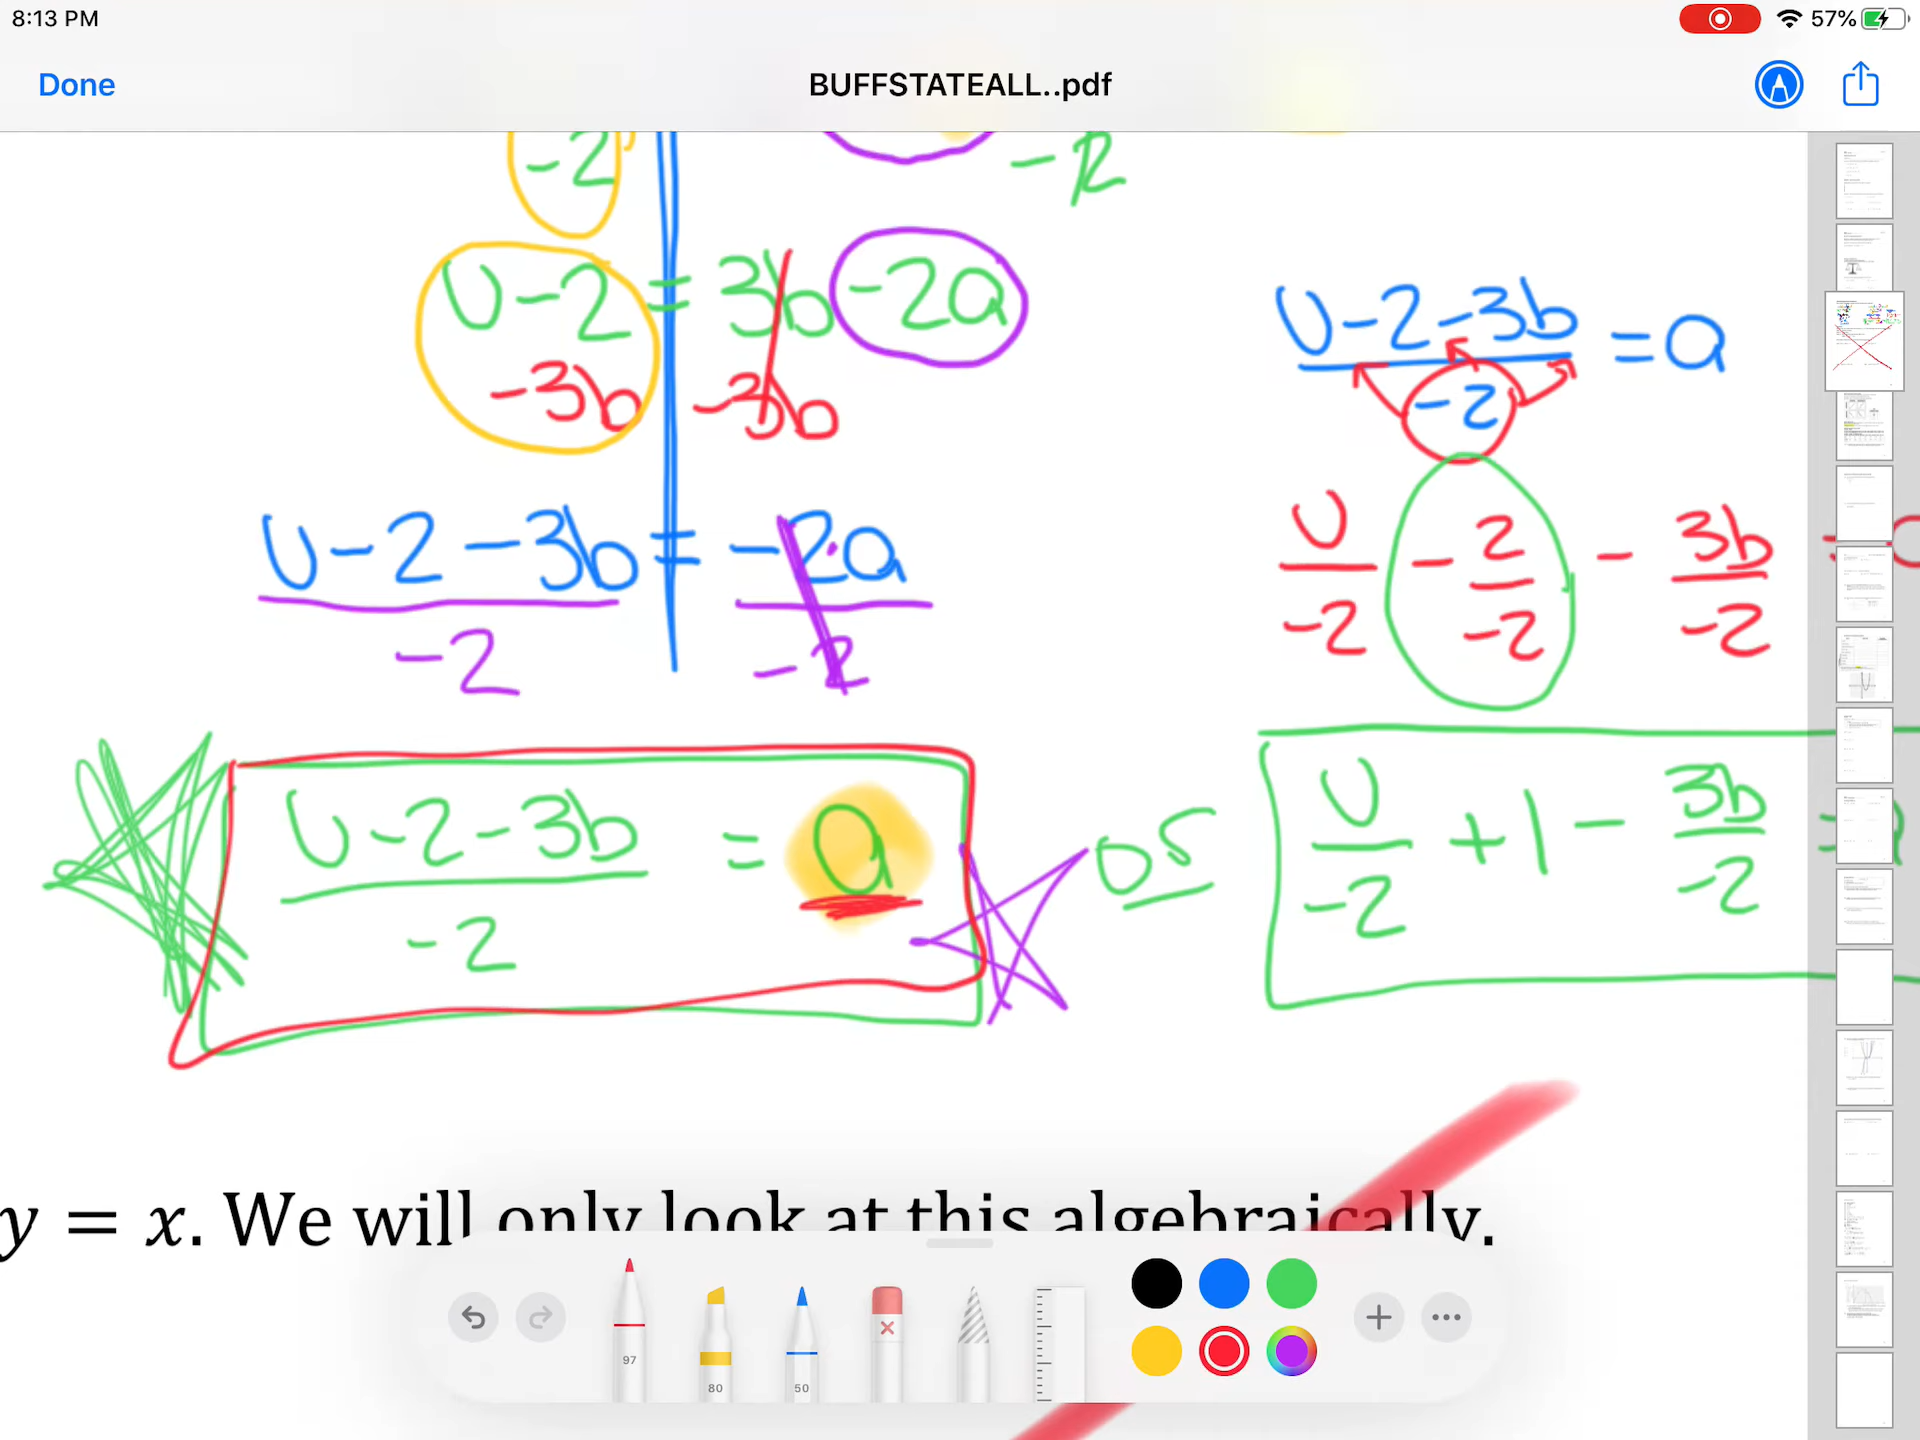 8:13 PM
57%
Done
BUFFSTATEALL..pdf
-2
-2
U-2 = 3b -2a
-3b -3b
U-2-3b = -2a
-2 -2
U-2-3b = a
-2
or
U-2-3b = a
-2
U - 2 - 3b =
-2 -2 -2
U + 1 - 3b =
-2 -2
y = x. We will only look at this algebraically.
97
80
50